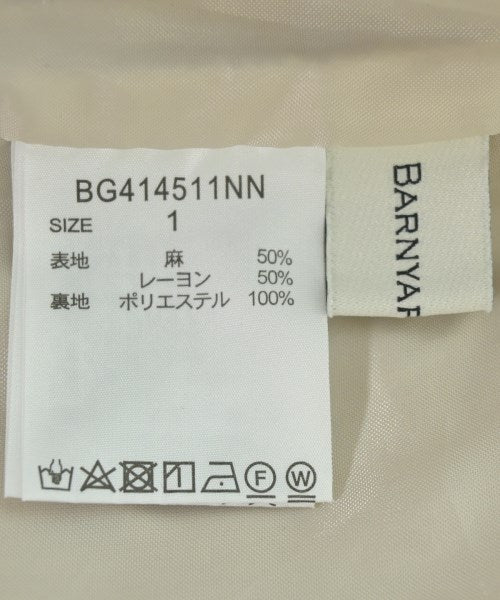 BG414511NN
SIZE 1
表地 麻 50%
レーヨン 50%
裏地 ポリエステル 100%
F W
BARNYAR